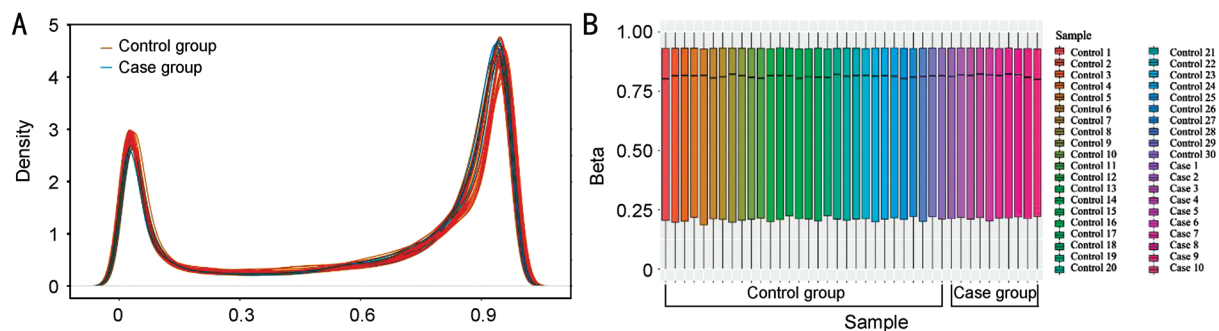 A
5
4
3
2
1
0
Density
Control group
Case group
0
0.3
0.6
0.9
B
1.00
0.75
0.50
0.25
0
Beta
Control group
Case group
Sample
Sample
Control 1
Control 2
Control 3
Control 4
Control 5
Control 6
Control 7
Control 8
Control 9
Control 10
Control 11
Control 12
Control 13
Control 14
Control 15
Control 16
Control 17
Control 18
Control 19
Control 20
Control 21
Control 22
Control 23
Control 24
Control 25
Control 26
Control 27
Control 28
Control 29
Control 30
Case 1
Case 2
Case 3
Case 4
Case 5
Case 6
Case 7
Case 8
Case 9
Case 10